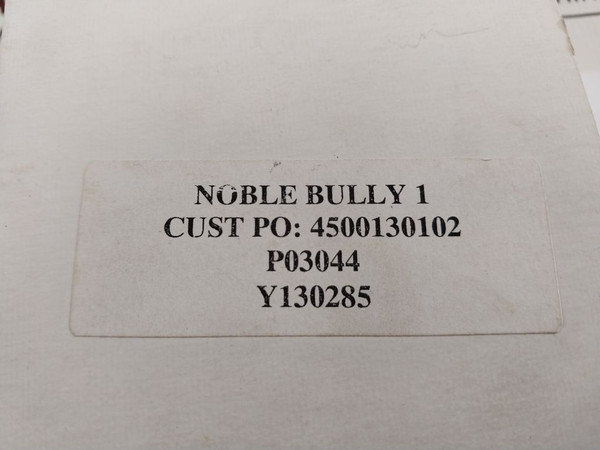 NOBLE BULLY 1
CUST PO: 4500130102
P03044
Y130285